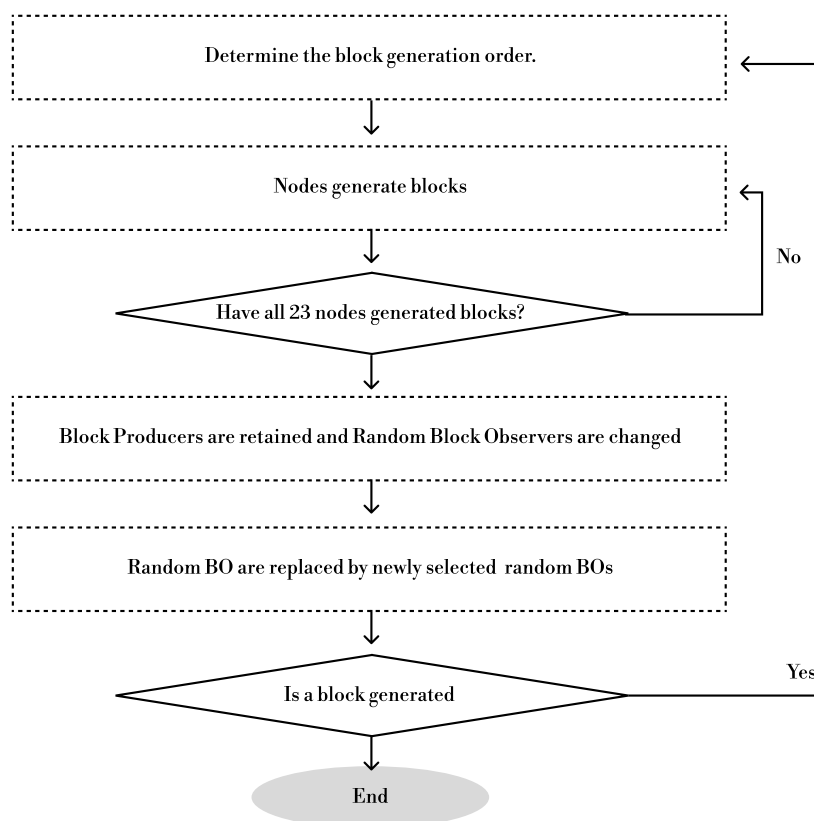 Determine the block generation order.
Nodes generate blocks
No
Have all 23 nodes generated blocks?
Block Producers are retained and Random Block Observers are changed
Random BO are replaced by newly selected random BOs
Yes
Is a block generated
End